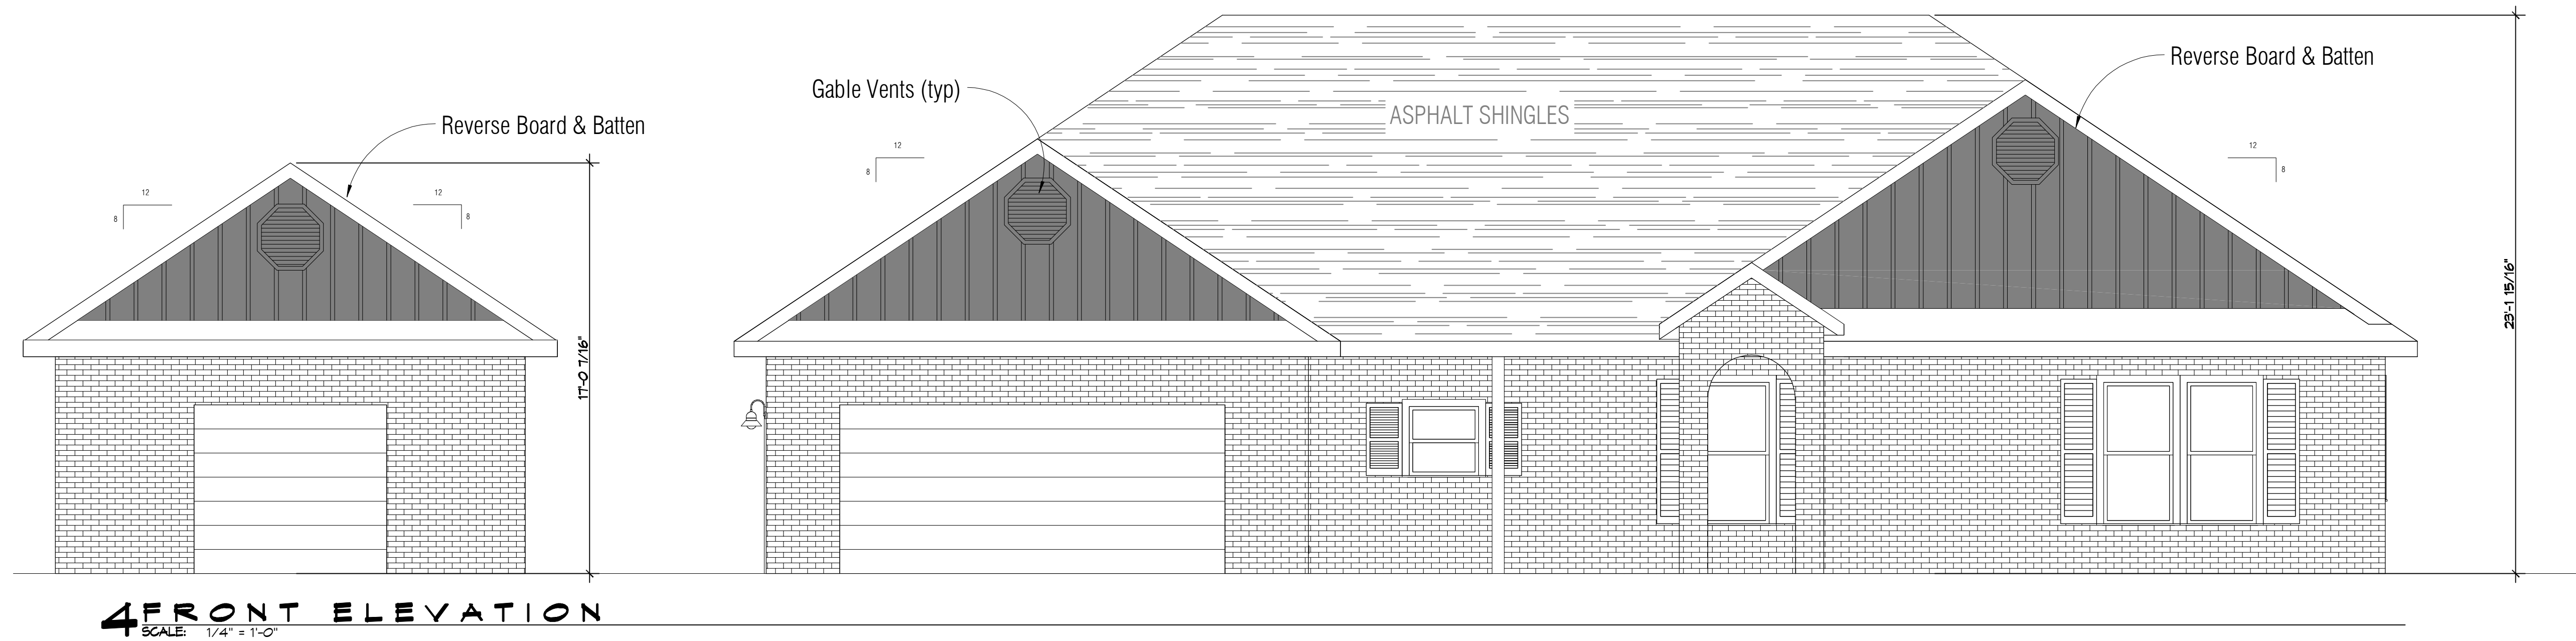 Reverse Board & Batten
Gable Vents (typ)
ASPHALT SHINGLES
Reverse Board & Batten
12
8
12
8
12
8
12
8
17'-0 7/16"
23'-1 15/16"
4 FRONT ELEVATION
SCALE: 1/4" = 1'-0"